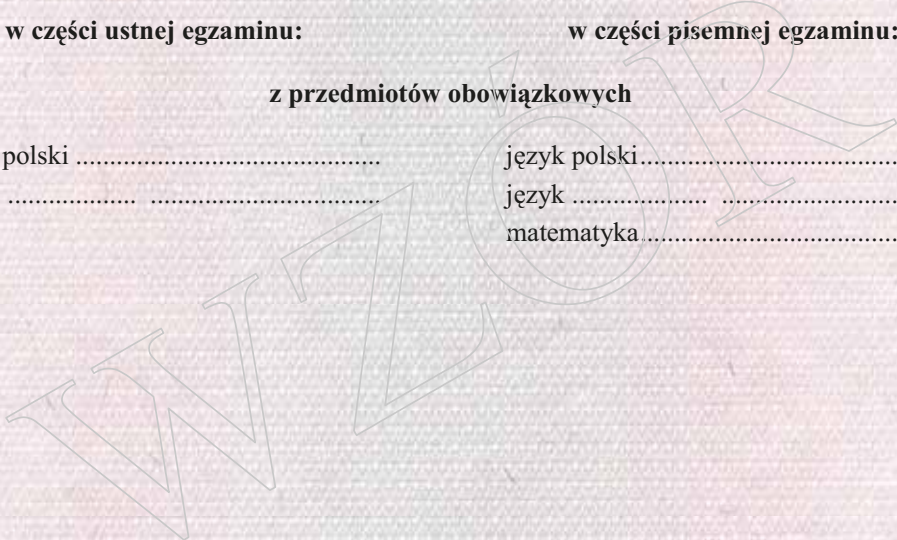 w części ustnej egzaminu: w części pisemnej egzaminu:
z przedmiotów obowiązkowych
polski .............................................. język polski.......................................
.................. .................................. język .................... ..........................
matematyka.......................................
WZÓR